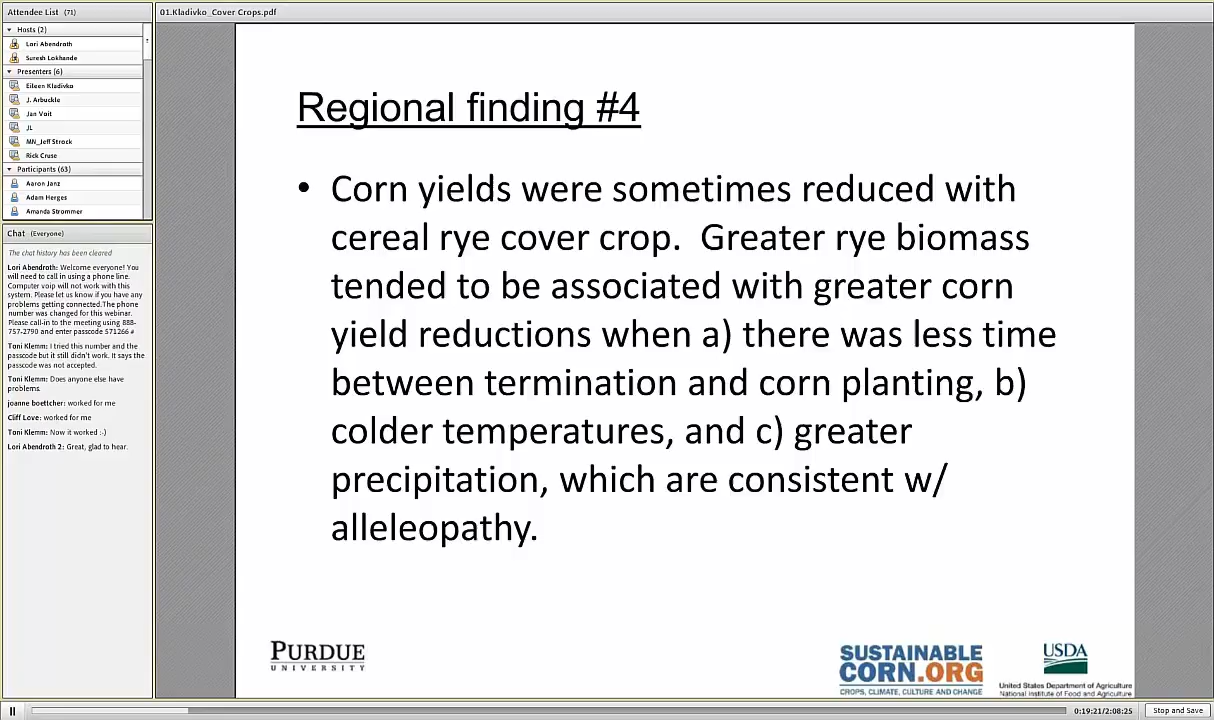 Attendee List (71)
Hosts (2)
Lori Abendroth
Suresh Lokhande
Presenters (6)
Eileen Kladivko
J. Arbuckle
Jan Voit
JL
MN_Jeff Strock
Rick Cruse
Participants (63)
Aaron Janz
Adam Herges
Amanda Strommer
Chat (Everyone)
The chat history has been cleared
Lori Abendroth: Welcome everyone! You
will need to call in using a phone line.
Computer voip will not work with this
system. Please let us know if you have any
problems getting connected.The phone
number was changed for this webinar.
Please call-in to the meeting using 888-
757-2790 and enter passcode 571266 #
Toni Klemm: I tried this number and the
passcode but it still didn't work. It says the
passcode was not accepted.
Toni Klemm: Does anyone else have
problems.
joanne boettcher: worked for me
Cliff Love: worked for me
Toni Klemm: Now it worked :-)
Lori Abendroth 2: Great, glad to hear.
01.Kladivko_Cover Crops.pdf
Regional finding #4
• Corn yields were sometimes reduced with
cereal rye cover crop. Greater rye biomass
tended to be associated with greater corn
yield reductions when a) there was less time
between termination and corn planting, b)
colder temperatures, and c) greater
precipitation, which are consistent w/
alleleopathy.
PURDUE
UNIVERSITY
SUSTAINABLE
CORN.ORG
CROPS, CLIMATE, CULTURE AND CHANGE
USDA
United States Department of Agriculture
National Institute of Food and Agriculture
0:19:21/2:08:25
Stop and Save